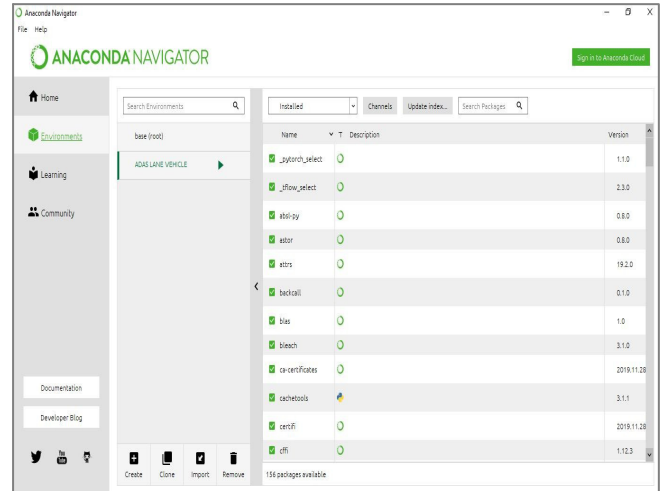 Anaconda Navigator
File Help
ANACONDA NAVIGATOR
Sign in to Anaconda Cloud
Home
Environments
Learning
Community
Documentation
Developer Blog
You Tube
Search Environments
base (root)
ADAS LANE VEHICLE
Create Clone Import Remove
Installed Channels Update index... Search Packages
Name T Description Version
_pytorch_select 1.1.0
_tflow_select 2.3.0
absl-py 0.8.0
astor 0.8.0
attrs 19.2.0
backcall 0.1.0
blas 1.0
bleach 3.1.0
ca-certificates 2019.11.28
cachetools 3.1.1
certifi 2019.11.28
cffi 1.12.3
156 packages available